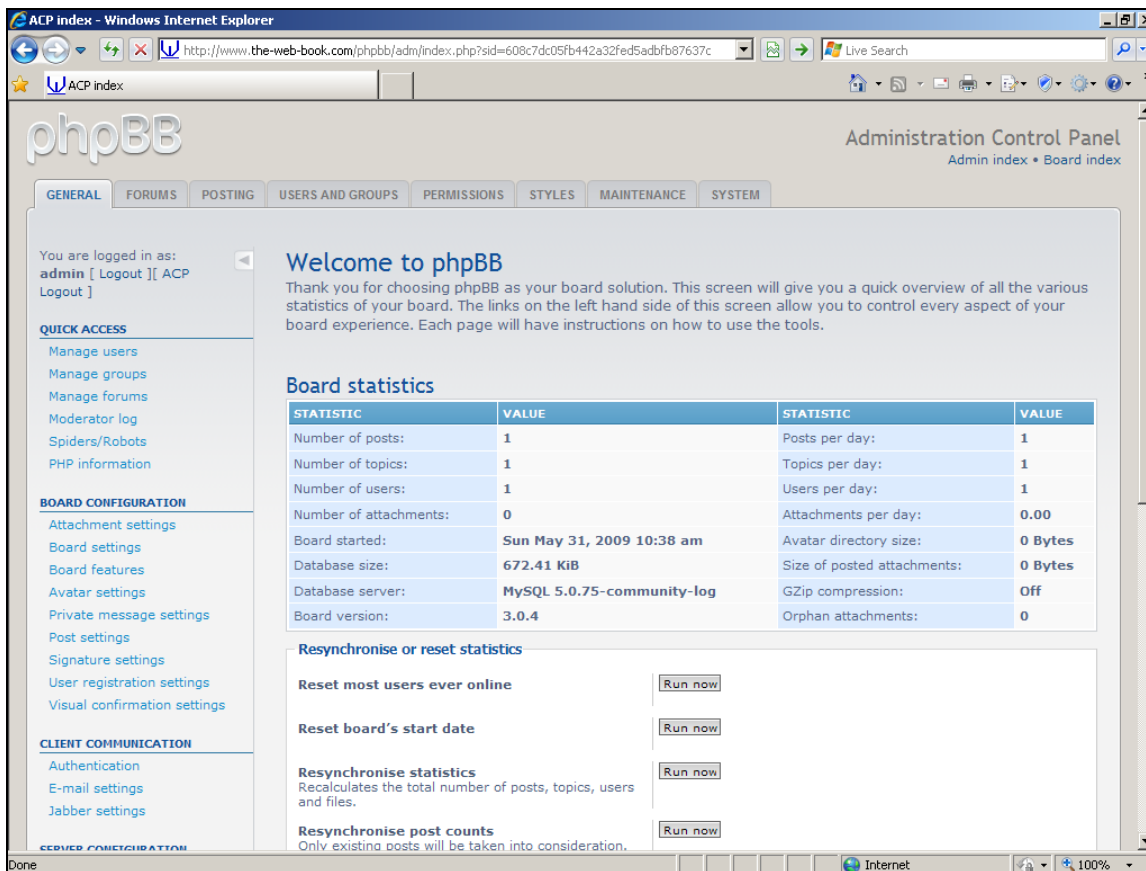 ACP index - Windows Internet Explorer
http://www.the-web-book.com/phpbb/adm/index.php?sid=608c7dc05fb442a32fed5adbfb87637c
Live Search
ACP index
phpBB
Administration Control Panel
Admin index • Board index
GENERAL FORUMS POSTING USERS AND GROUPS PERMISSIONS STYLES MAINTENANCE SYSTEM
You are logged in as:
admin [ Logout ][ ACP
Logout ]
QUICK ACCESS
Manage users
Manage groups
Manage forums
Moderator log
Spiders/Robots
PHP information
BOARD CONFIGURATION
Attachment settings
Board settings
Board features
Avatar settings
Private message settings
Post settings
Signature settings
User registration settings
Visual confirmation settings
CLIENT COMMUNICATION
Authentication
E-mail settings
Jabber settings
SERVER CONFIGURATION
Welcome to phpBB
Thank you for choosing phpBB as your board solution. This screen will give you a quick overview of all the various
statistics of your board. The links on the left hand side of this screen allow you to control every aspect of your
board experience. Each page will have instructions on how to use the tools.
Board statistics
STATISTIC VALUE STATISTIC VALUE
Number of posts: 1 Posts per day: 1
Number of topics: 1 Topics per day: 1
Number of users: 1 Users per day: 1
Number of attachments: 0 Attachments per day: 0.00
Board started: Sun May 31, 2009 10:38 am Avatar directory size: 0 Bytes
Database size: 672.41 KiB Size of posted attachments: 0 Bytes
Database server: MySQL 5.0.75-community-log GZip compression: Off
Board version: 3.0.4 Orphan attachments: 0
Resynchronise or reset statistics
Reset most users ever online Run now
Reset board's start date Run now
Resynchronise statistics Run now
Recalculates the total number of posts, topics, users
and files.
Resynchronise post counts Run now
Only existing posts will be taken into consideration.
Done Internet 100%